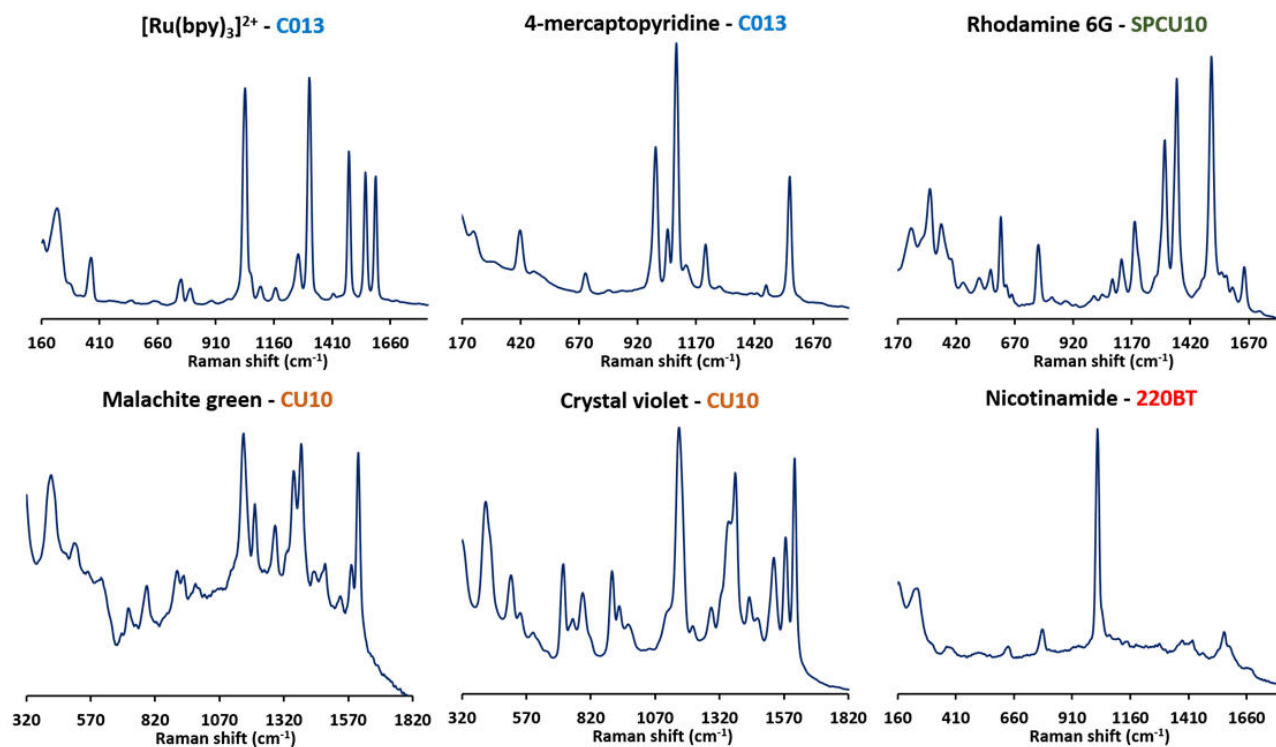 [Ru(bpy)₃]²⁺ - C013
160 410 660 910 1160 1410 1660
Raman shift (cm⁻¹)
4-mercaptopyridine - C013
170 420 670 920 1170 1420 1670
Raman shift (cm⁻¹)
Rhodamine 6G - SPCU10
170 420 670 920 1170 1420 1670
Raman shift (cm⁻¹)
Malachite green - CU10
320 570 820 1070 1320 1570 1820
Raman shift (cm⁻¹)
Crystal violet - CU10
320 570 820 1070 1320 1570 1820
Raman shift (cm⁻¹)
Nicotinamide - 220BT
160 410 660 910 1160 1410 1660
Raman shift (cm⁻¹)